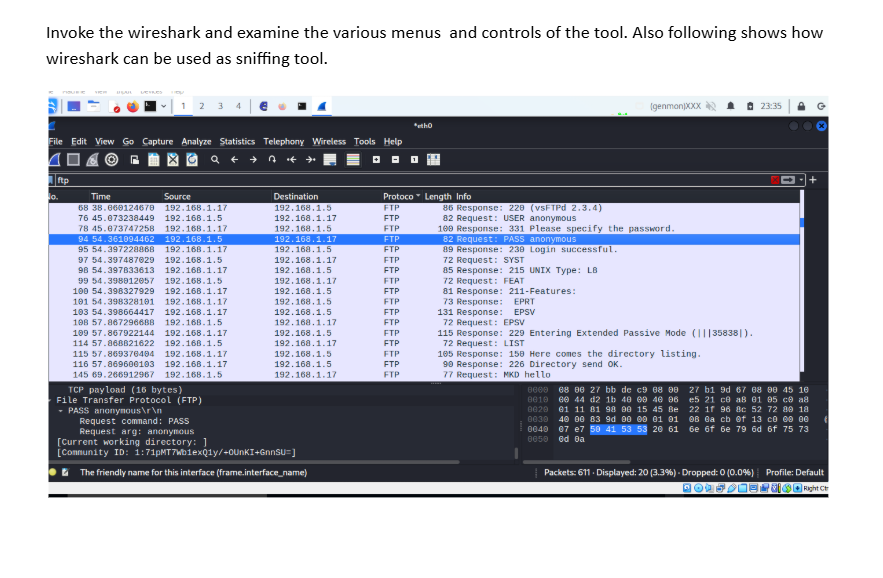 Invoke the wireshark and examine the various menus and controls of the tool. Also following shows how
wireshark can be used as sniffing tool.
1 2 3 4 (genmon)XXX 23:35
*eth0
File Edit View Go Capture Analyze Statistics Telephony Wireless Tools Help
ftp
No. Time Source Destination Protoco Length Info
68 38.060124670 192.168.1.17 192.168.1.5 FTP 86 Response: 220 (vsFTPd 2.3.4)
76 45.073238449 192.168.1.5 192.168.1.17 FTP 82 Request: USER anonymous
78 45.073747258 192.168.1.17 192.168.1.5 FTP 100 Response: 331 Please specify the password.
94 54.361094462 192.168.1.5 192.168.1.17 FTP 82 Request: PASS anonymous
95 54.397228868 192.168.1.17 192.168.1.5 FTP 89 Response: 230 Login successful.
97 54.397487029 192.168.1.5 192.168.1.17 FTP 72 Request: SYST
98 54.397833613 192.168.1.17 192.168.1.5 FTP 85 Response: 215 UNIX Type: L8
99 54.398012057 192.168.1.5 192.168.1.17 FTP 72 Request: FEAT
100 54.398327929 192.168.1.17 192.168.1.5 FTP 81 Response: 211-Features:
101 54.398328101 192.168.1.17 192.168.1.5 FTP 73 Response: EPRT
103 54.398664417 192.168.1.17 192.168.1.5 FTP 131 Response: EPSV
108 57.867296688 192.168.1.5 192.168.1.17 FTP 72 Request: EPSV
109 57.867922144 192.168.1.17 192.168.1.5 FTP 115 Response: 229 Entering Extended Passive Mode (|||35838|).
114 57.868821622 192.168.1.5 192.168.1.17 FTP 72 Request: LIST
115 57.869370404 192.168.1.17 192.168.1.5 FTP 105 Response: 150 Here comes the directory listing.
116 57.869600103 192.168.1.17 192.168.1.5 FTP 90 Response: 226 Directory send OK.
145 69.266912967 192.168.1.5 192.168.1.17 FTP 77 Request: MKD hello
TCP payload (16 bytes)
File Transfer Protocol (FTP)
PASS anonymous\r\n
Request command: PASS
Request arg: anonymous
[Current working directory: ]
[Community ID: 1:71pMT7Wb1exQ1y/+OUnKI+GnnSU=]
0000 08 00 27 bb de c9 08 00 27 b1 9d 67 08 00 45 10
0010 00 44 d2 1b 40 00 40 06 e5 21 c0 a8 01 05 c0 a8
0020 01 11 81 98 00 15 45 8e 22 1f 96 8c 52 72 80 18
0030 40 00 83 9d 00 00 01 01 08 0a cb 0f 13 c0 00 00
0040 07 e7 50 41 53 53 20 61 6e 6f 6e 79 6d 6f 75 73
0050 0d 0a
The friendly name for this interface (frame.interface_name) Packets: 611 · Displayed: 20 (3.3%) · Dropped: 0 (0.0%) Profile: Default
Right Ctr